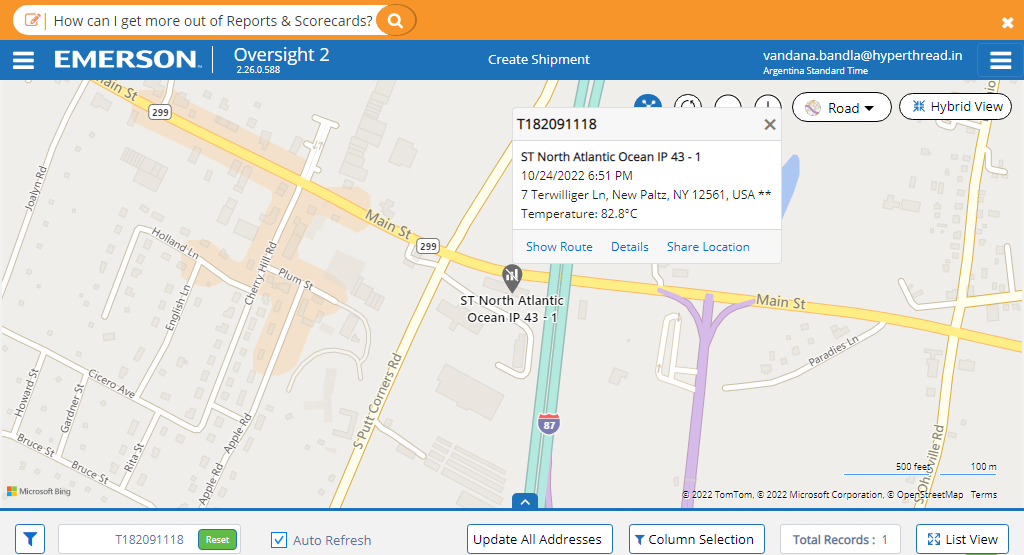 How can I get more out of Reports & Scorecards?
EMERSON
Oversight 2
2.26.0.588
Create Shipment
vandana.bandla@hyperthread.in
Argentina Standard Time
Main St
299
Road
Hybrid View
T182091118
ST North Atlantic Ocean IP 43 - 1
10/24/2022 6:51 PM
7 Terwilliger Ln, New Paltz, NY 12561, USA **
Temperature: 82.8°C
Show Route
Details
Share Location
Joalyn Rd
Main St
299
Holland Ln
Cherry Hill Rd
Plum St
English Ln
ST North Atlantic
Ocean IP 43 - 1
Main St
Paradies Ln
S Putt Corners Rd
Howard St
Cicero Ave
Gardner St
Bruce St
Bruce St
Rita St
Apple Rd
Apple Rd
87
S Ohioville Rd
500 feet
100 m
Microsoft Bing
© 2022 TomTom, © 2022 Microsoft Corporation, © OpenStreetMap Terms
T182091118
Reset
Auto Refresh
Update All Addresses
Column Selection
Total Records : 1
List View